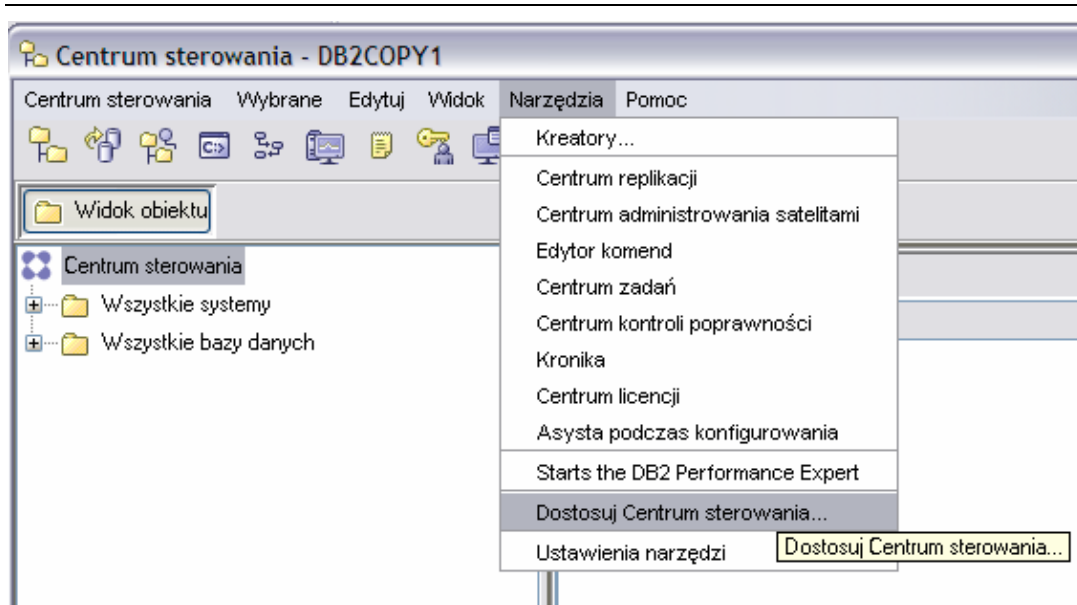 Centrum sterowania - DB2COPY1
Centrum sterowania Wybrane Edytuj Widok Narzędzia Pomoc
C:>
Kreatory...
Centrum replikacji
Centrum administrowania satelitami
Edytor komend
Centrum zadań
Centrum kontroli poprawności
Kronika
Centrum licencji
Asysta podczas konfigurowania
Starts the DB2 Performance Expert
Dostosuj Centrum sterowania...
Ustawienia narzędzi
Dostosuj Centrum sterowania...
Widok obiektu
Centrum sterowania
Wszystkie systemy
Wszystkie bazy danych